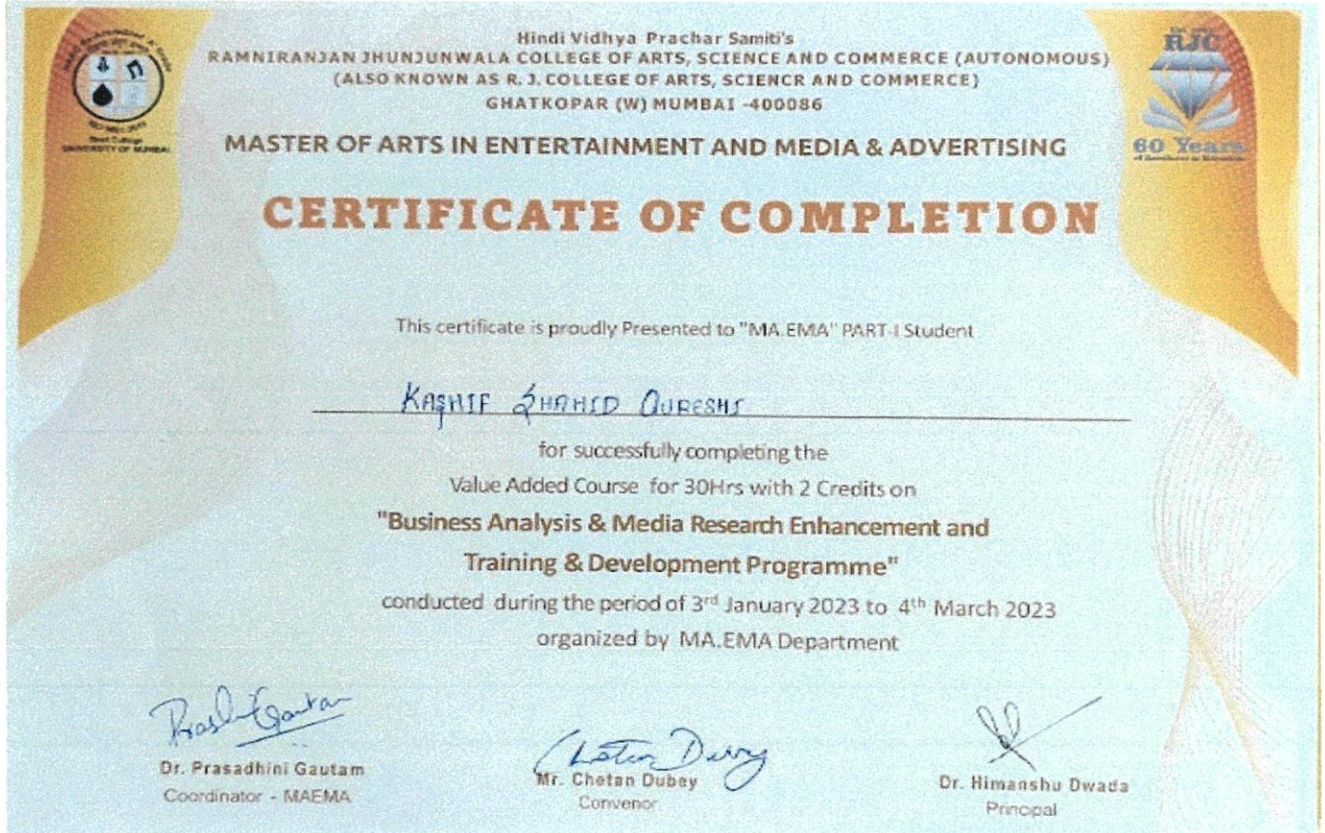 Hindi Vidhya Prachar Samiti's
RAMNIRANJAN JHUNJUNWALA COLLEGE OF ARTS, SCIENCE AND COMMERCE (AUTONOMOUS)
(ALSO KNOWN AS R. J. COLLEGE OF ARTS, SCIENCR AND COMMERCE)
GHATKOPAR (W) MUMBAI -400086
UNIVERSITY OF MUMBAI
RJC
60 Years
MASTER OF ARTS IN ENTERTAINMENT AND MEDIA & ADVERTISING
CERTIFICATE OF COMPLETION
This certificate is proudly Presented to "MA.EMA" PART-I Student
KASHIF SHAHID QURESHI
for successfully completing the
Value Added Course for 30Hrs with 2 Credits on
"Business Analysis & Media Research Enhancement and
Training & Development Programme"
conducted during the period of 3rd January 2023 to 4th March 2023
organized by MA.EMA Department
Chetan Dubey
Dr. Prasadhini Gautam
Coordinator - MAEMA
Mr. Chetan Dubey
Convenor
Dr. Himanshu Dwada
Principal